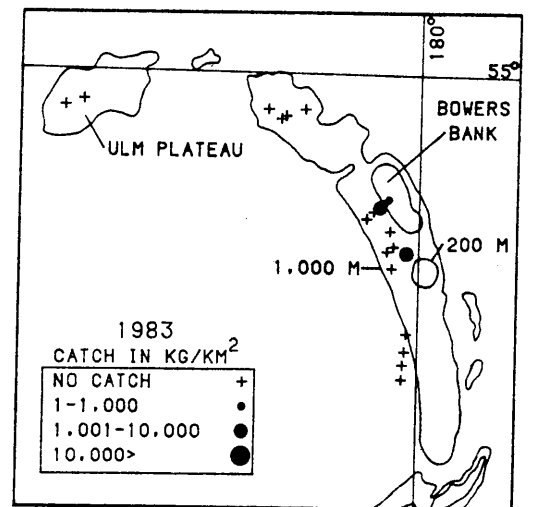 180°
55°
BOWERS
BANK
ULM PLATEAU
200 M
1,000 M
1983
CATCH IN KG/KM²
NO CATCH +
1-1,000
1,001-10,000
10,000>